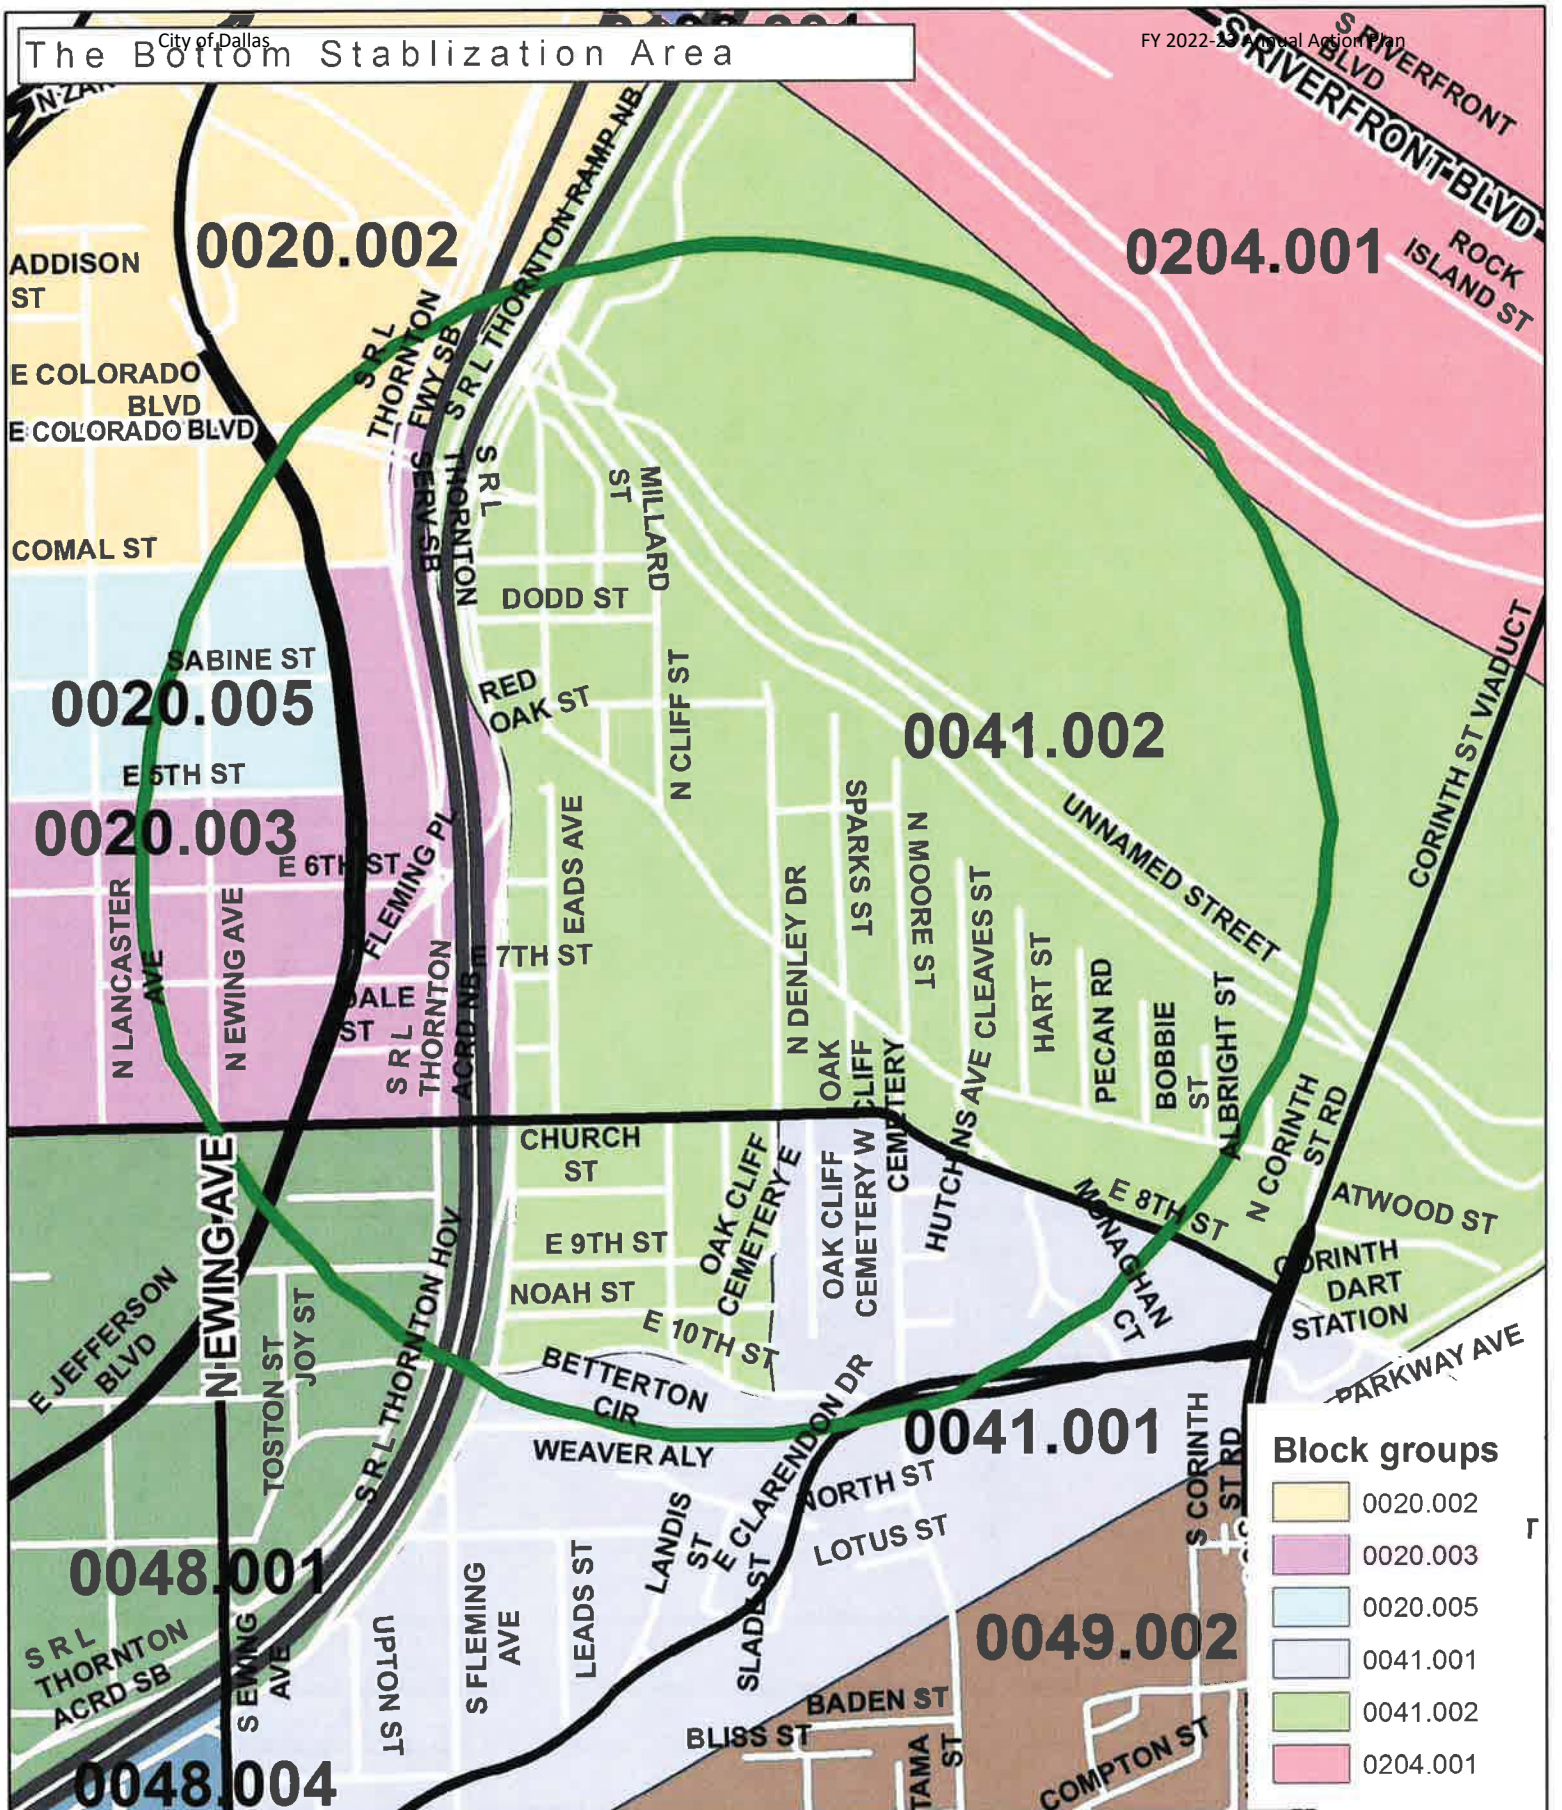 City of Dallas
FY 2022-23 Annual Action Plan
The Bottom Stablization Area
S RIVERFRONT
BLVD
S RIVERFRONT BLVD
0020.002
0204.001
ROCK
ISLAND ST
ADDISON
ST
S R L
THORNTON
FWY SB
S R L THORNTON RAMP NB
E COLORADO
BLVD
E COLORADO BLVD
SERV SB
THORNTON
S R L
MILLARD
ST
COMAL ST
DODD ST
SABINE ST
0020.005
RED
OAK ST
N CLIFF ST
0041.002
CORINTH ST VIADUCT
E 5TH ST
0020.003
E 6TH ST
FLEMING PL
EADS AVE
SPARKS ST
N MOORE ST
UNNAMED STREET
N LANCASTER
AVE
N EWING AVE
E 7TH ST
N DENLEY DR
CLEAVES ST
HART ST
PECAN RD
BOBBIE
ST
ALBRIGHT ST
DALE
ST
S R L
THORNTON
ACRD NB
OAK
CLIFF
CEMETERY
HUTCHINS AVE
N CORINTH
ST RD
CHURCH
ST
OAK CLIFF
CEMETERY E
OAK CLIFF
CEMETERY W
MONAGHAN
CT
E 8TH ST
ATWOOD ST
N EWING AVE
E 9TH ST
NOAH ST
E 10TH ST
CORINTH
DART
STATION
E JEFFERSON
BLVD
TOSTON ST
JOY ST
S R L THORNTON HOV
BETTERTON
CIR
WEAVER ALY
E CLARENDON DR
0041.001
PARKWAY AVE
NORTH ST
LOTUS ST
LANDIS
ST
S CORINTH
ST RD
0048.001
S R L
THORNTON
ACRD SB
S EWING
AVE
UPTON ST
S FLEMING
AVE
LEADS ST
SLADE ST
0049.002
BADEN ST
BLISS ST
TAMA
ST
COMPTON ST
0048.004
Block groups
0020.002
0020.003
0020.005
0041.001
0041.002
0204.001